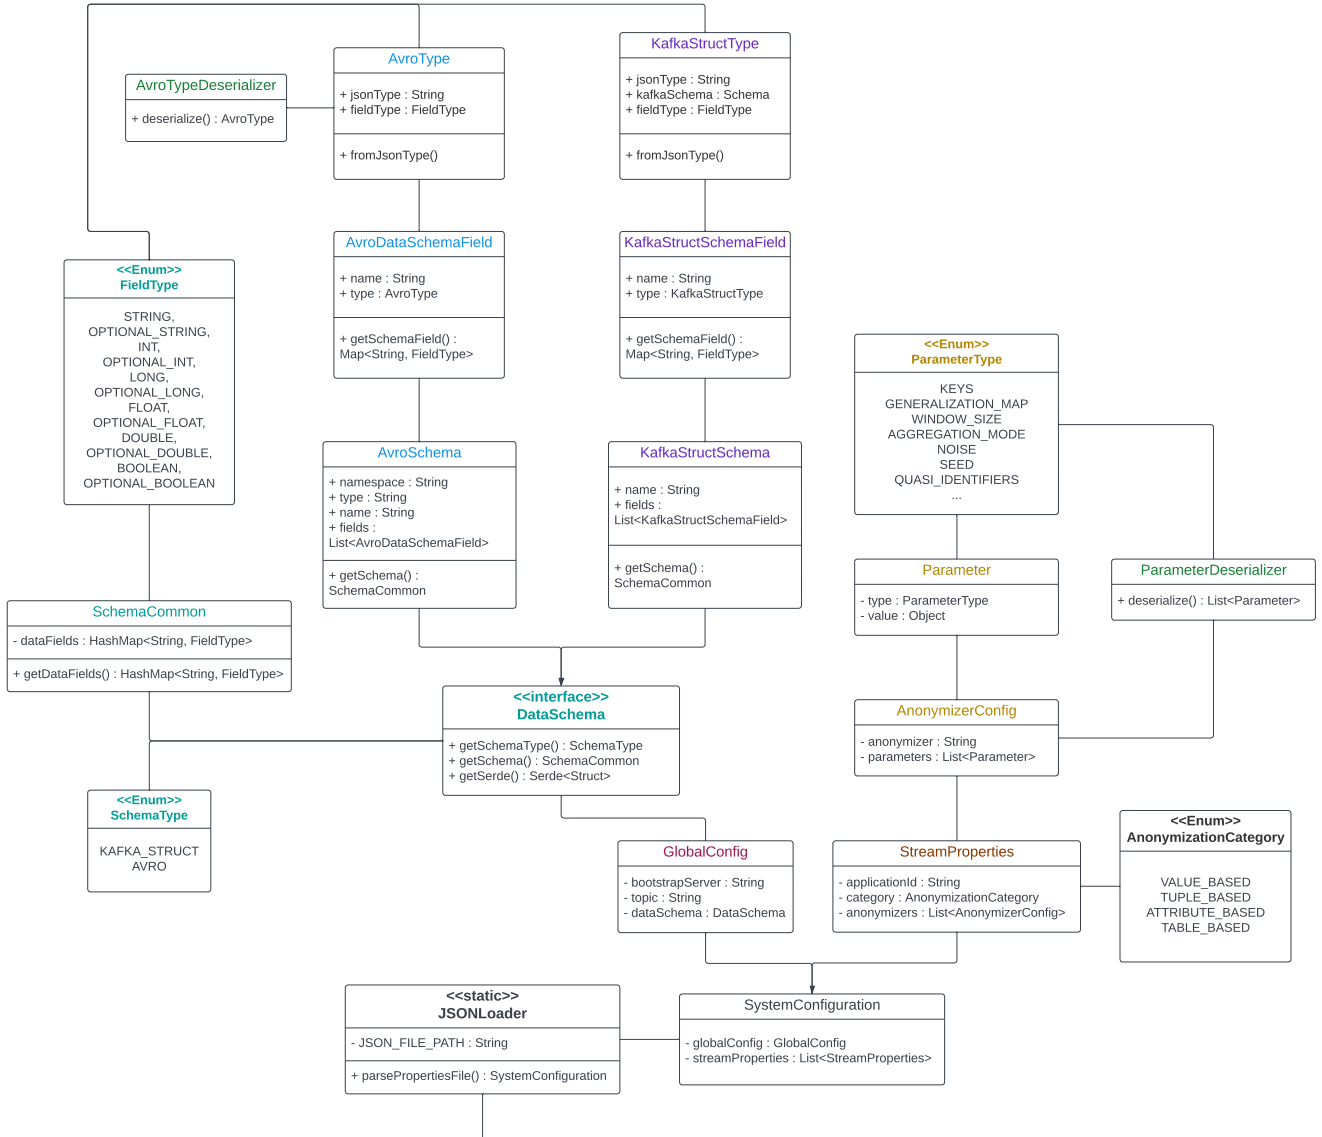 AvroType
+ jsonType : String
+ fieldType : FieldType
+ fromJsonType()
KafkaStructType
+ jsonType : String
+ kafkaSchema : Schema
+ fieldType : FieldType
+ fromJsonType()
AvroTypeDeserializer
+ deserialize() : AvroType
AvroDataSchemaField
+ name : String
+ type : AvroType
+ getSchemaField() :
Map<String, FieldType>
KafkaStructSchemaField
+ name : String
+ type : KafkaStructType
+ getSchemaField() :
Map<String, FieldType>
<<Enum>>
FieldType
STRING,
OPTIONAL_STRING,
INT,
OPTIONAL_INT,
LONG,
OPTIONAL_LONG,
FLOAT,
OPTIONAL_FLOAT,
DOUBLE,
OPTIONAL_DOUBLE,
BOOLEAN,
OPTIONAL_BOOLEAN
<<Enum>>
ParameterType
KEYS
GENERALIZATION_MAP
WINDOW_SIZE
AGGREGATION_MODE
NOISE
SEED
QUASI_IDENTIFIERS
...
AvroSchema
+ namespace : String
+ type : String
+ name : String
+ fields :
List<AvroDataSchemaField>
+ getSchema() :
SchemaCommon
KafkaStructSchema
+ name : String
+ fields :
List<KafkaStructSchemaField>
+ getSchema() :
SchemaCommon
Parameter
- type : ParameterType
- value : Object
ParameterDeserializer
+ deserialize() : List<Parameter>
SchemaCommon
- dataFields : HashMap<String, FieldType>
+ getDataFields() : HashMap<String, FieldType>
<<interface>>
DataSchema
+ getSchemaType() : SchemaType
+ getSchema() : SchemaCommon
+ getSerde() : Serde<Struct>
AnonymizerConfig
- anonymizer : String
- parameters : List<Parameter>
<<Enum>>
SchemaType
KAFKA_STRUCT
AVRO
GlobalConfig
- bootstrapServer : String
- topic : String
- dataSchema : DataSchema
StreamProperties
- applicationId : String
- category : AnonymizationCategory
- anonymizers : List<AnonymizerConfig>
<<Enum>>
AnonymizationCategory
VALUE_BASED
TUPLE_BASED
ATTRIBUTE_BASED
TABLE_BASED
<<static>>
JSONLoader
- JSON_FILE_PATH : String
+ parsePropertiesFile() : SystemConfiguration
SystemConfiguration
- globalConfig : GlobalConfig
- streamProperties : List<StreamProperties>